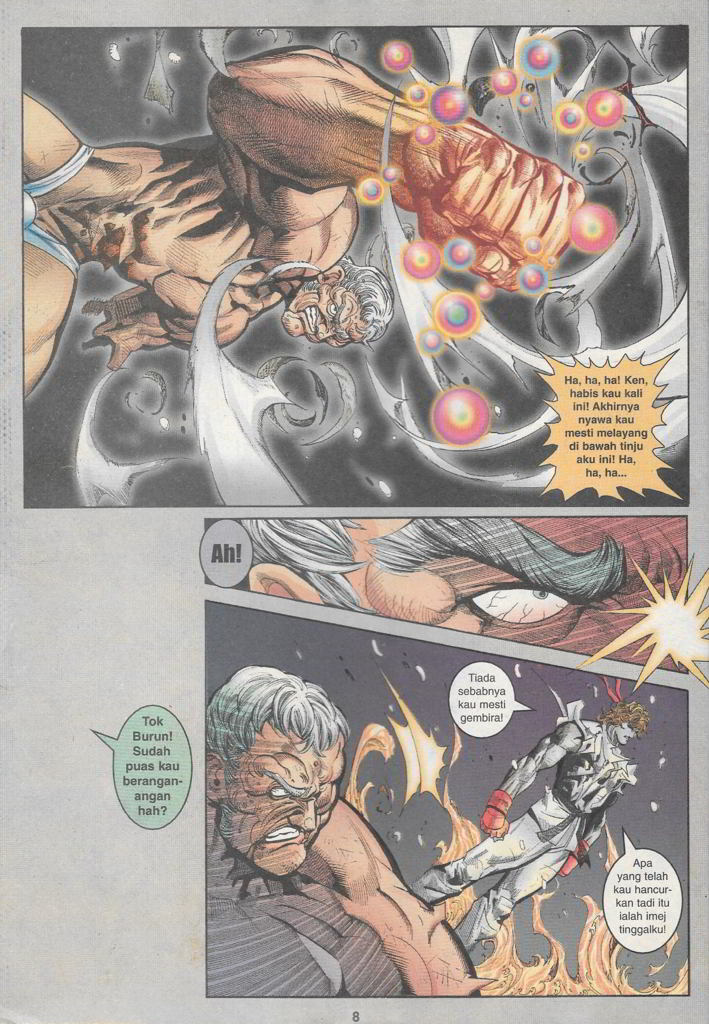 Ha, ha, ha! Ken,
habis kau kali
ini! Akhirnya
nyawa kau
mesti melayang
di bawah tinju
aku ini! Ha,
ha, ha...
Ah!
Tok
Burun!
Sudah
puas kau
berangan-
angan
hah?
Tiada
sebabnya
kau mesti
gembira!
Apa
yang telah
kau hancur-
kan tadi itu
ialah imej
tinggalku!
8